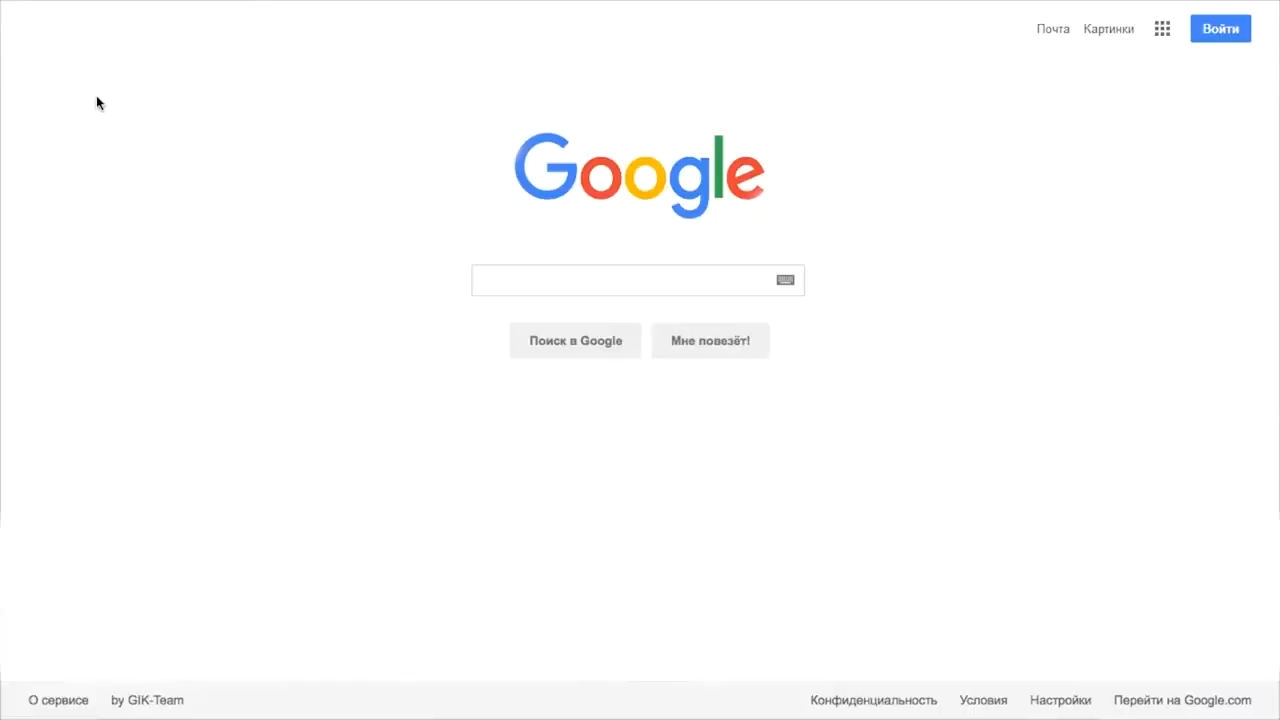 Почта Картинки Войти
Google
Поиск в Google Мне повезёт!
О сервисе by GIK-Team Конфиденциальность Условия Настройки Перейти на Google.com